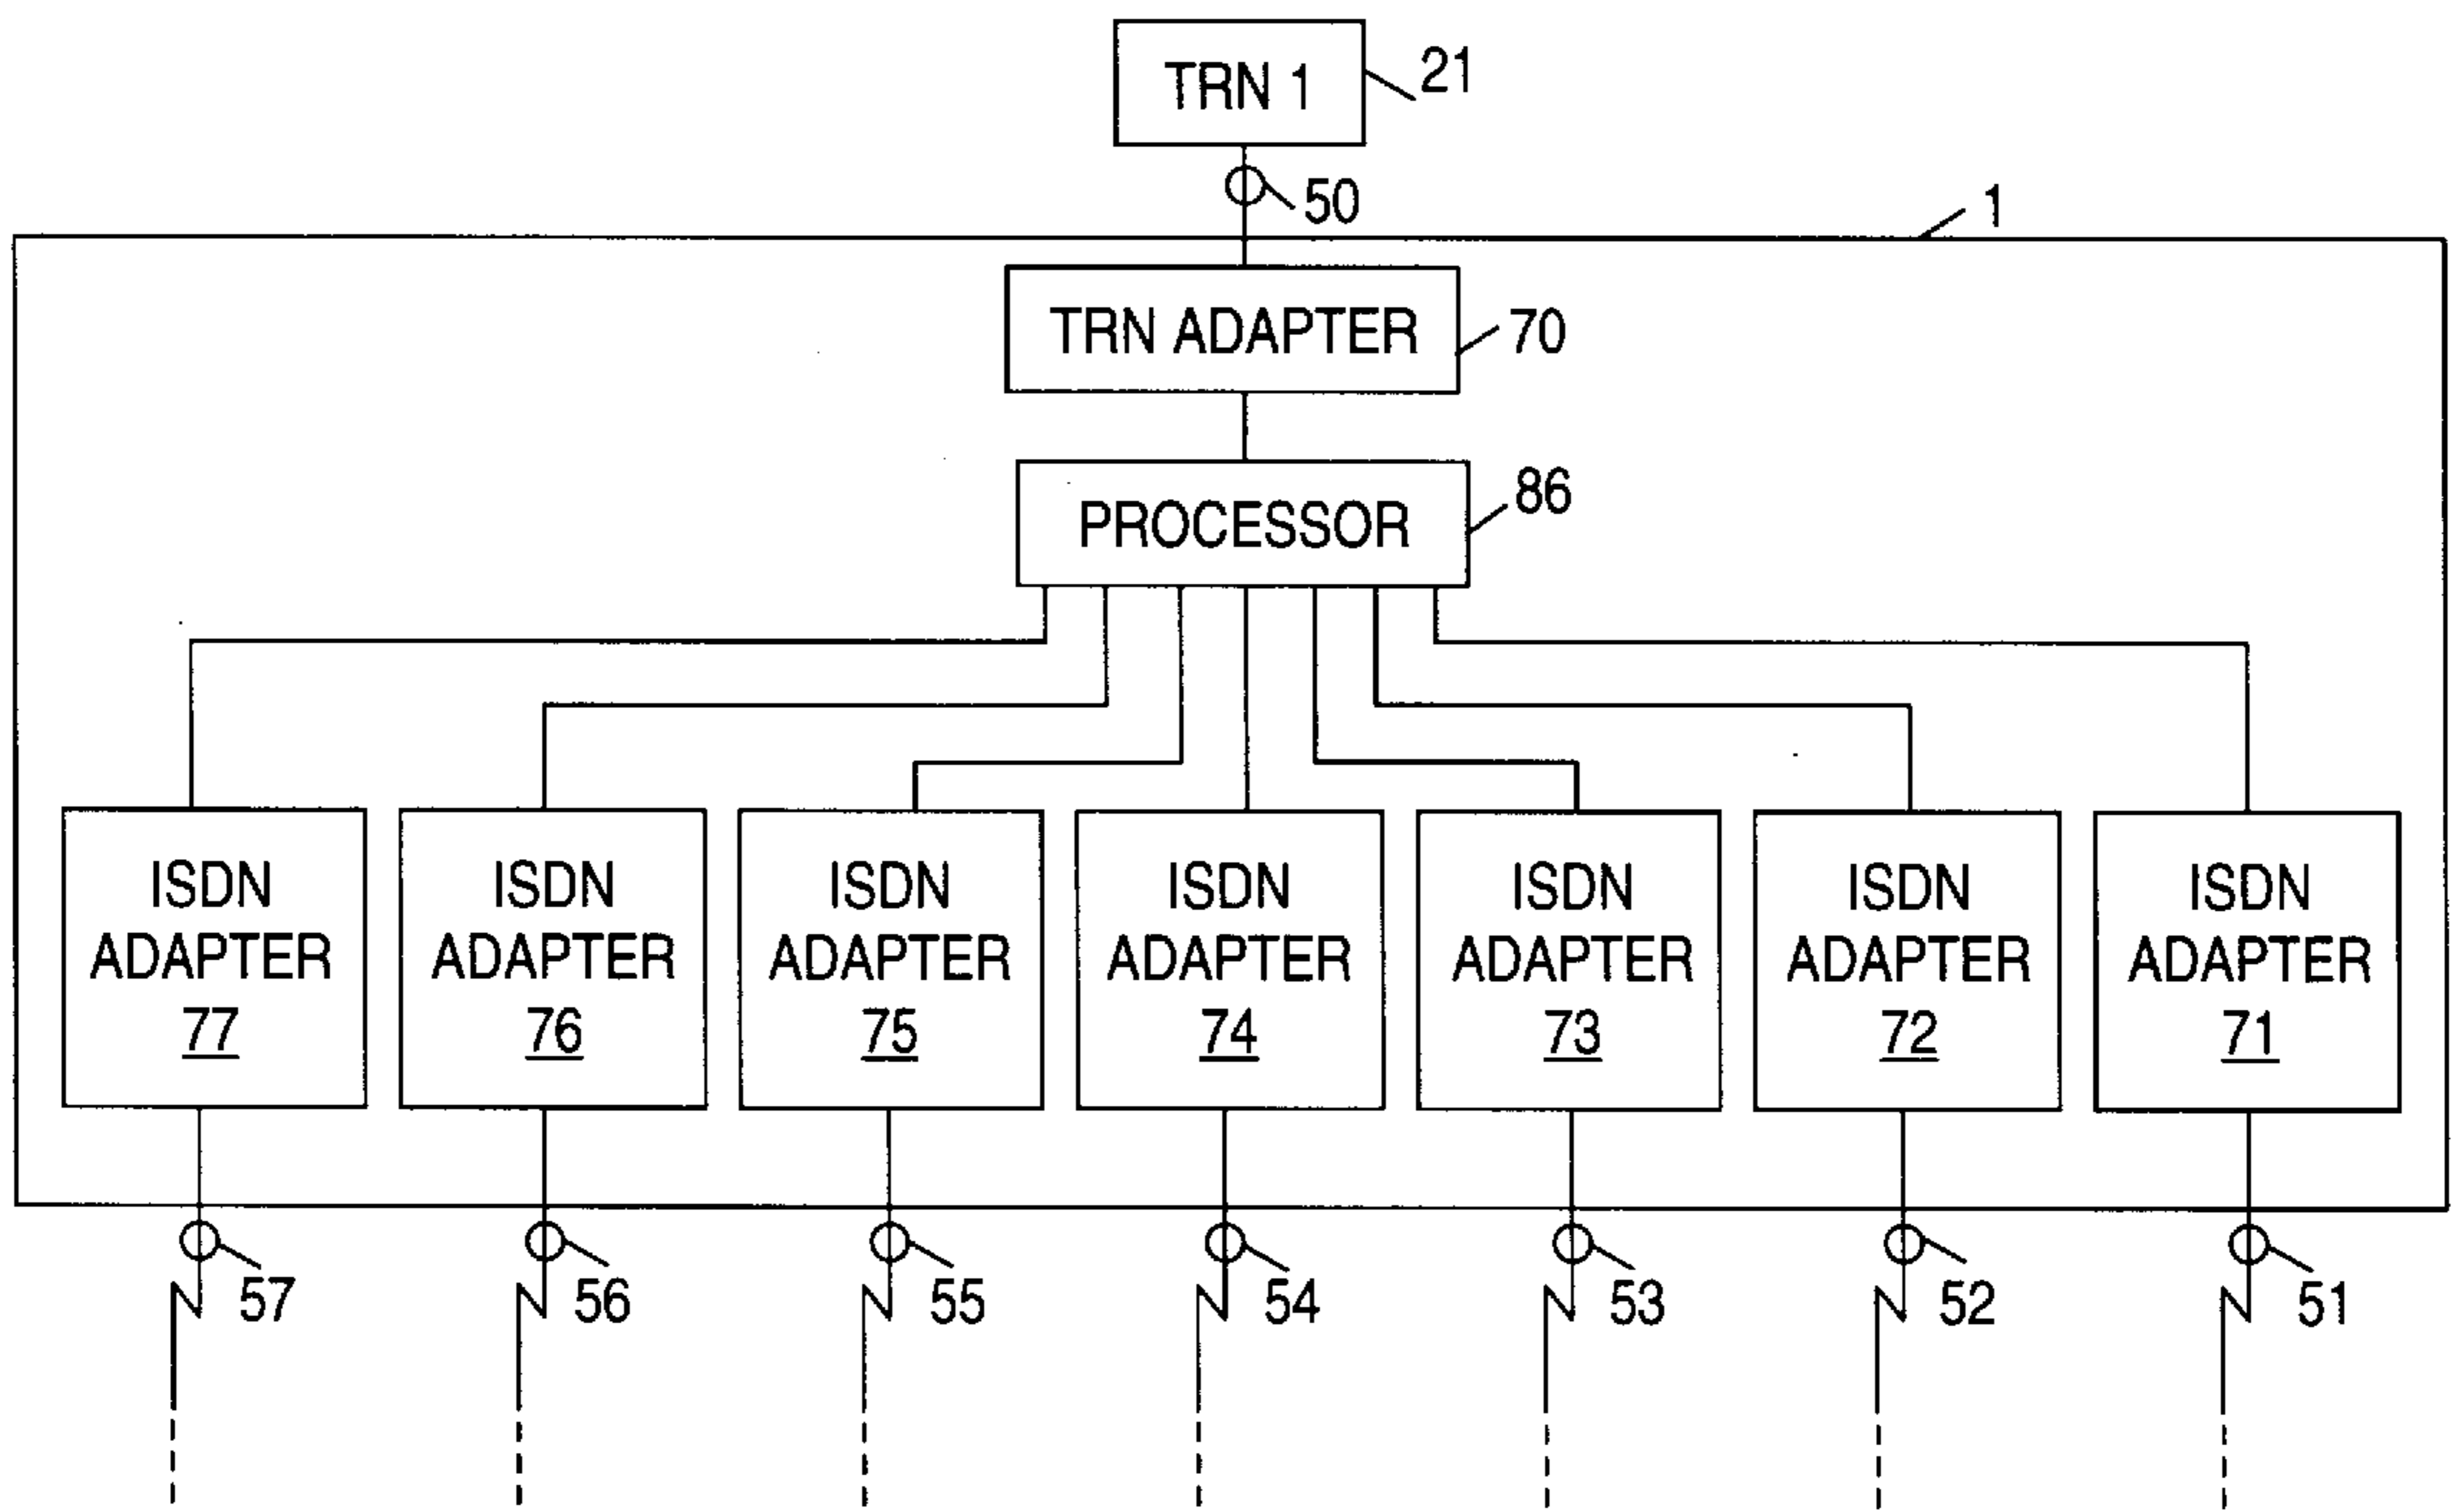 TRN 1
21
50
1
TRN ADAPTER
70
PROCESSOR
86
ISDN
ADAPTER
77
ISDN
ADAPTER
76
ISDN
ADAPTER
75
ISDN
ADAPTER
74
ISDN
ADAPTER
73
ISDN
ADAPTER
72
ISDN
ADAPTER
71
57
56
55
54
53
52
51